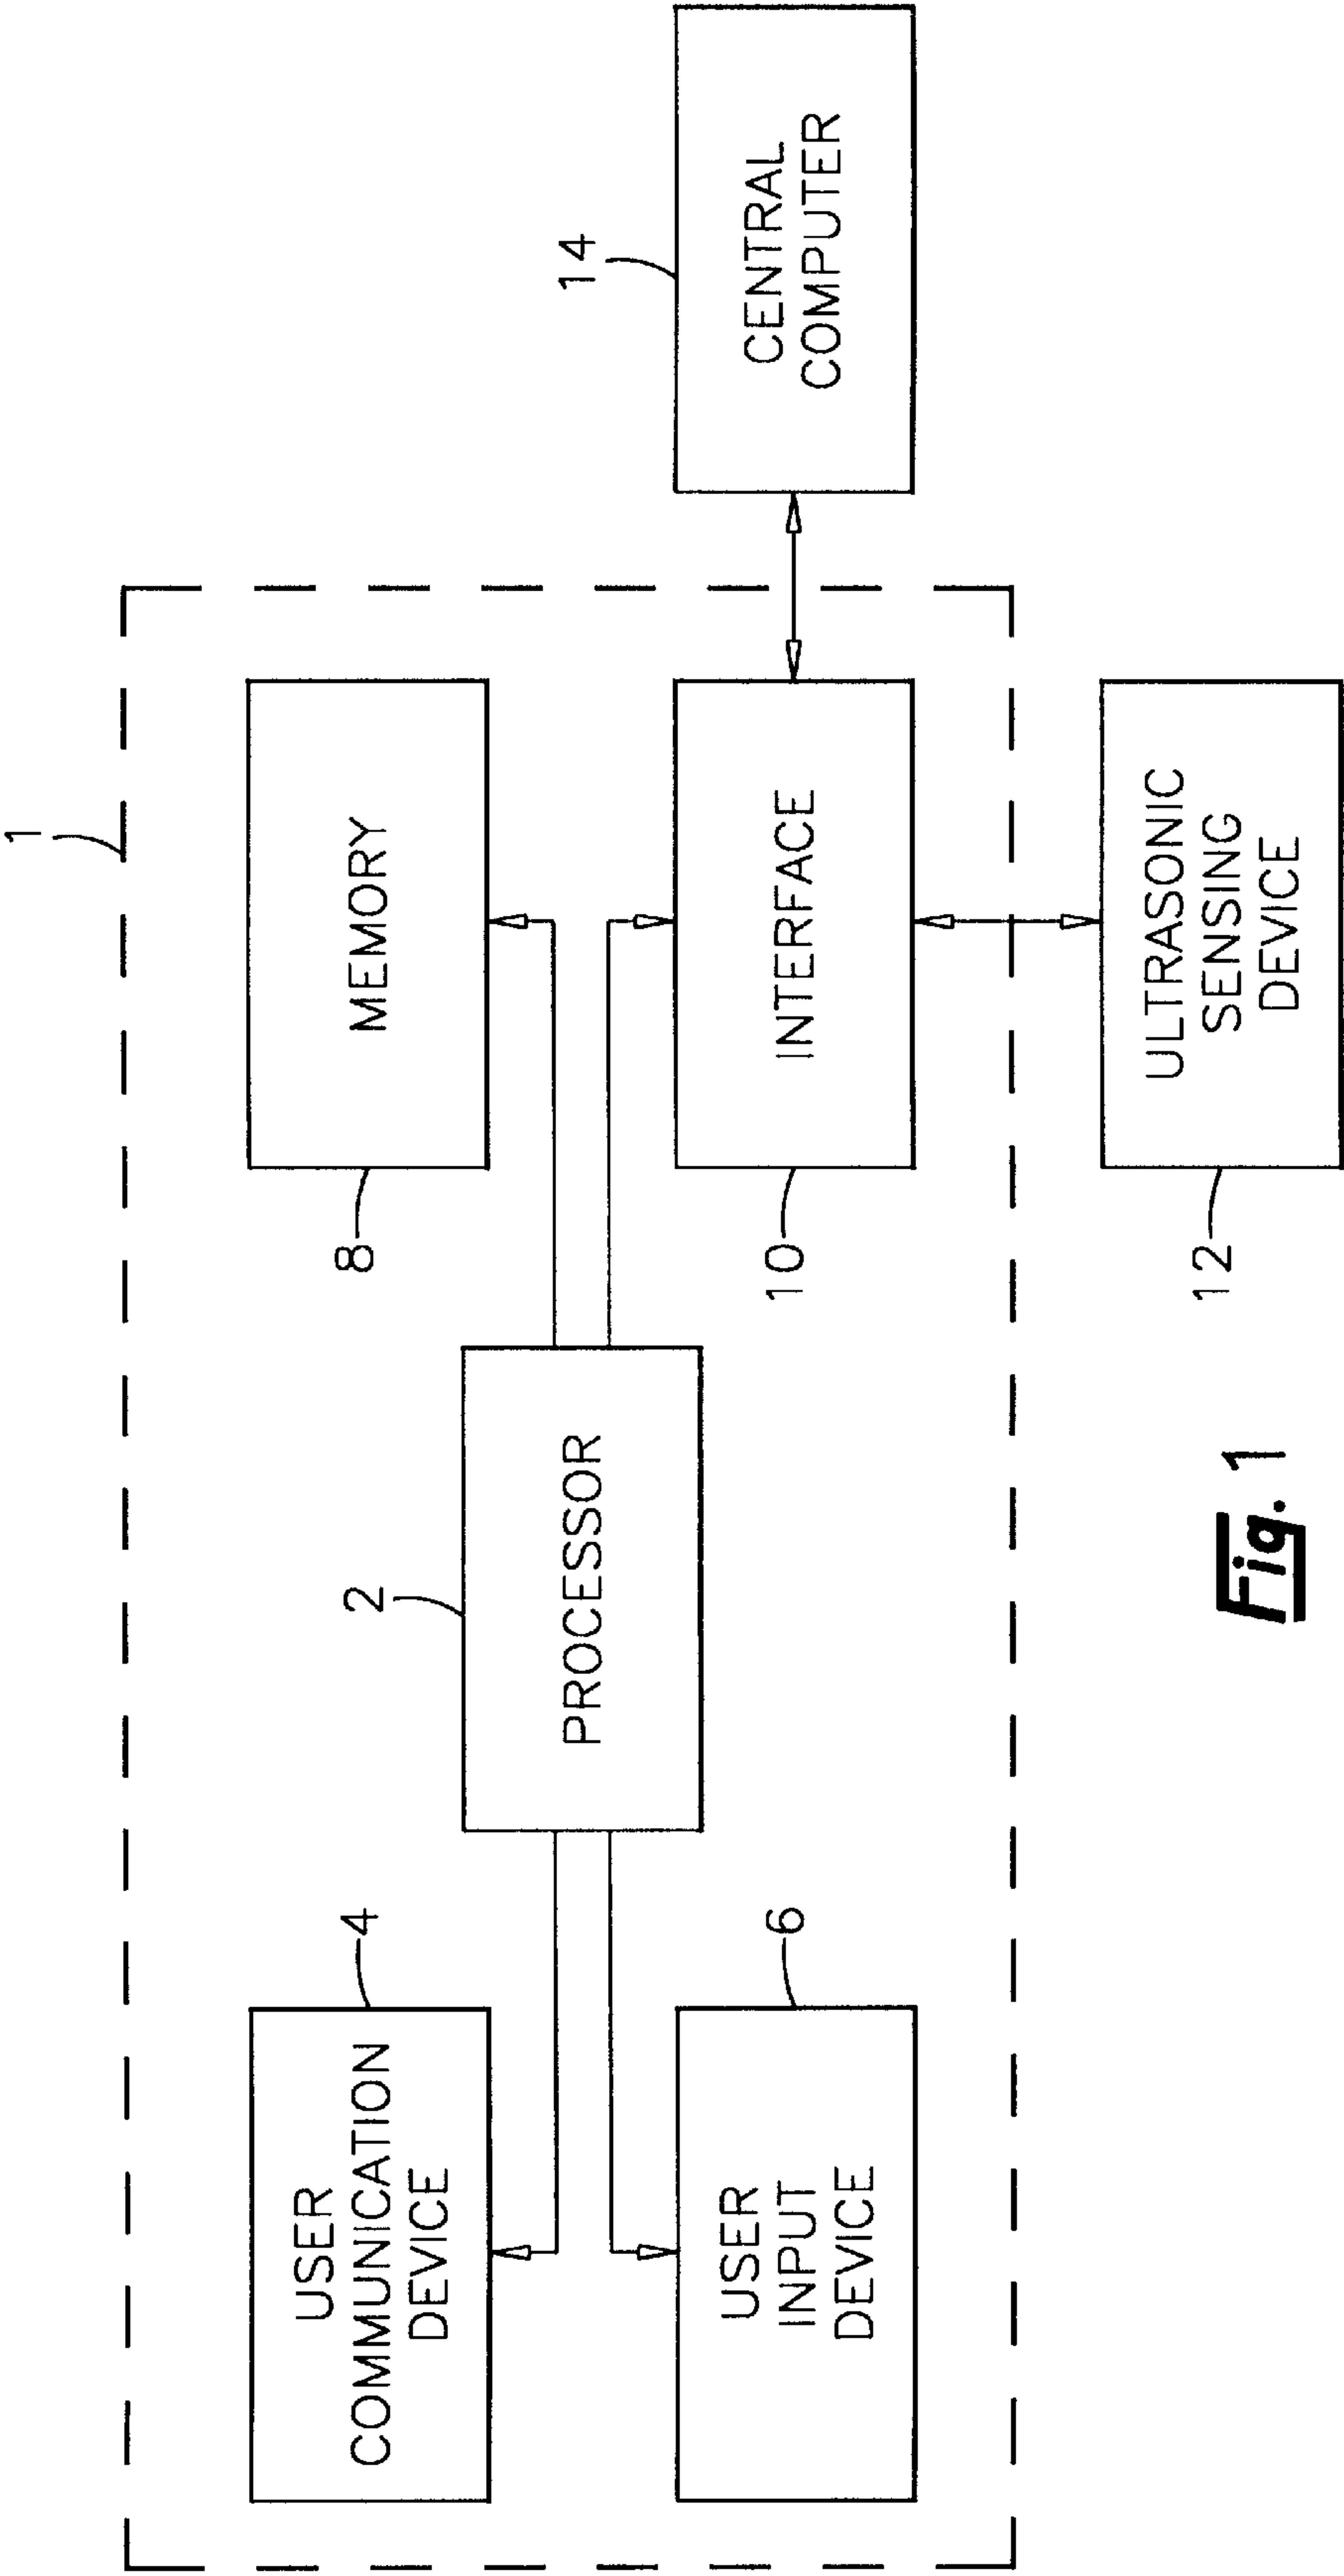 1
USER
COMMUNICATION
DEVICE
4
MEMORY
8
2
PROCESSOR
14
CENTRAL
COMPUTER
USER
INPUT
DEVICE
6
INTERFACE
10
ULTRASONIC
SENSING
DEVICE
12
Fig. 1